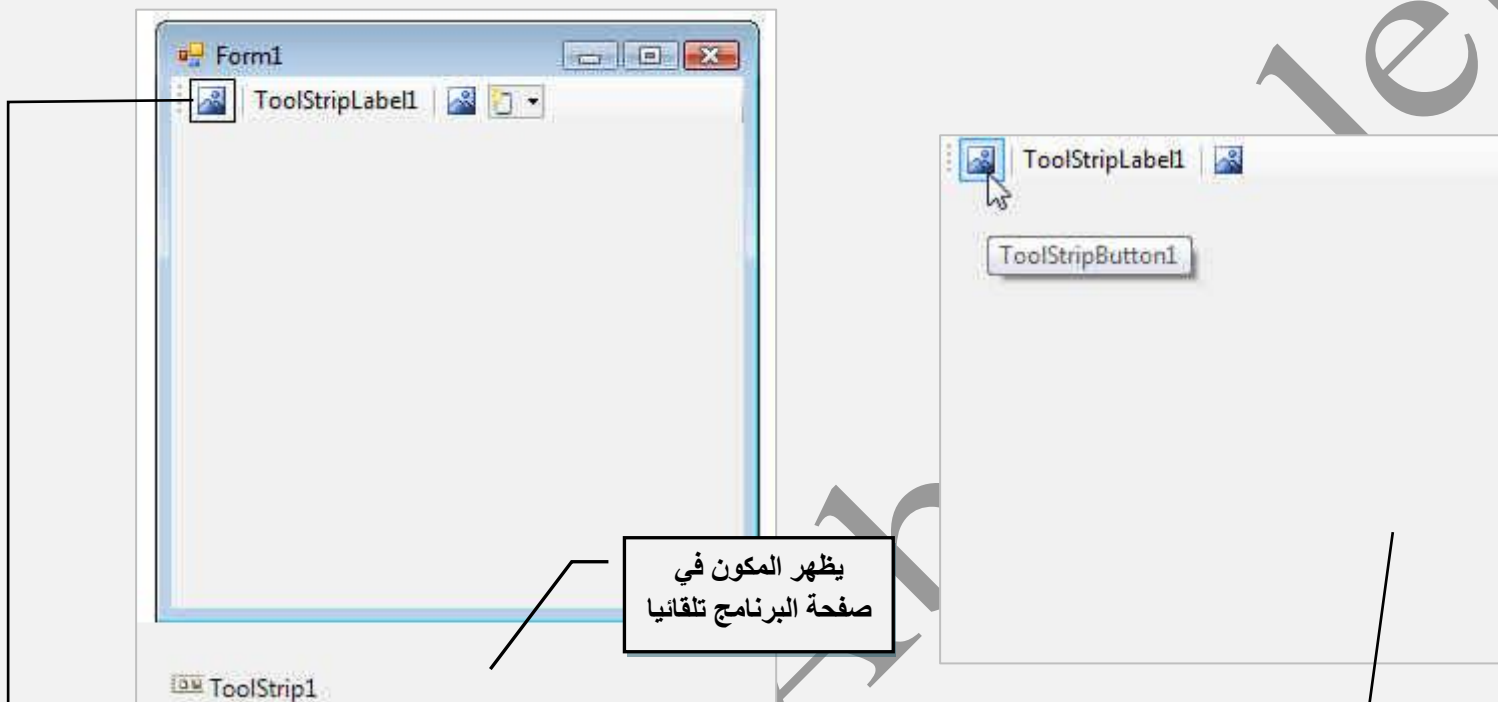 Form1
ToolStripLabel1
ToolStripLabel1
ToolStripButton1
يظهر المكون في
صفحة البرنامج تلقائيا
ToolStrip1